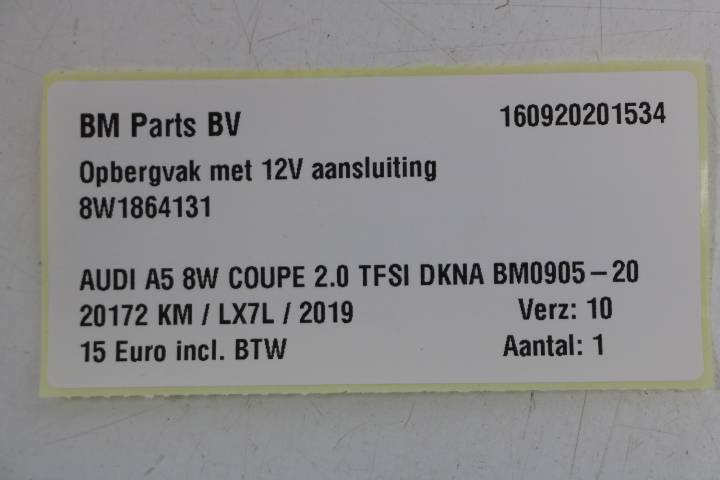 BM Parts BV 160920201534
Opbergvak met 12V aansluiting
8W1864131
AUDI A5 8W COUPE 2.0 TFSI DKNA BM0905-20
20172 KM / LX7L / 2019 Verz: 10
15 Euro incl. BTW Aantal: 1